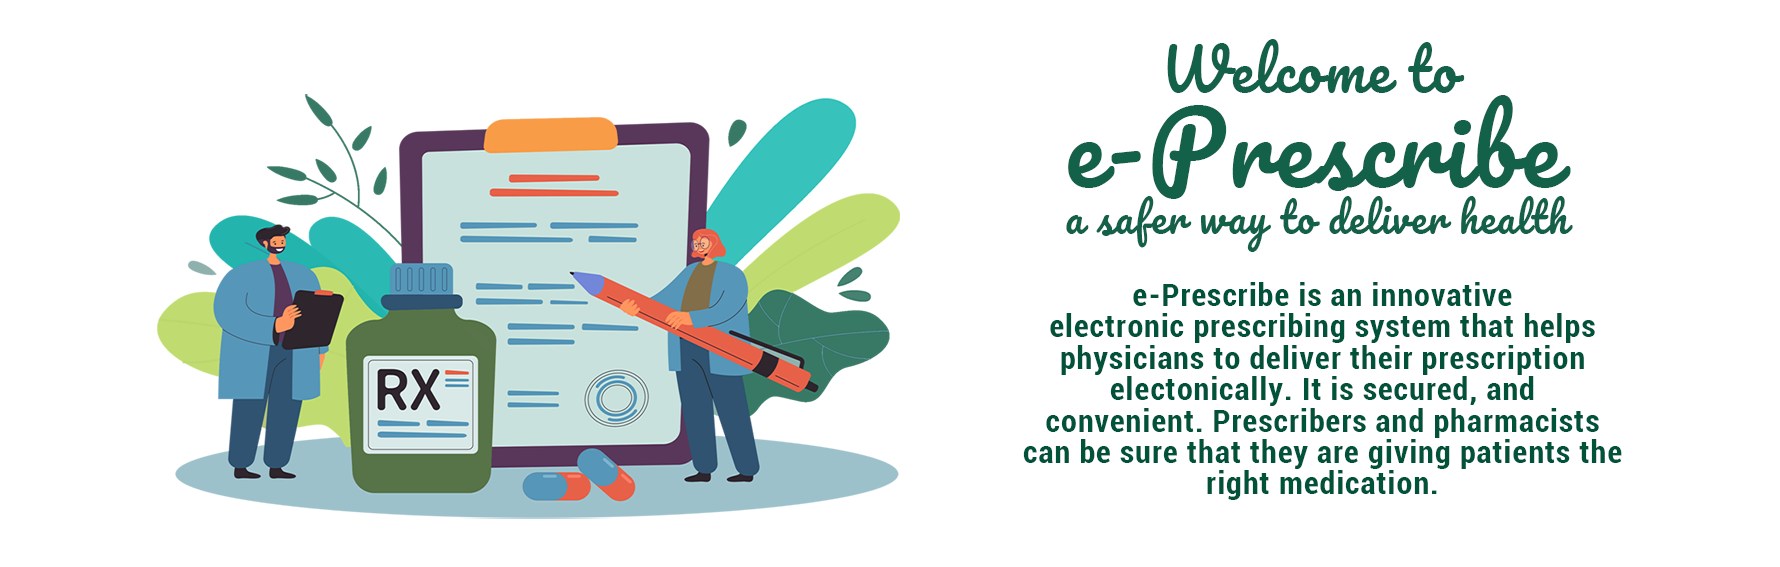 Welcome to
e-Prescribe
a safer way to deliver health
e-Prescribe is an innovative
electronic prescribing system that helps
physicians to deliver their prescription
electonically. It is secured, and
convenient. Prescribers and pharmacists
can be sure that they are giving patients the
right medication.
RX